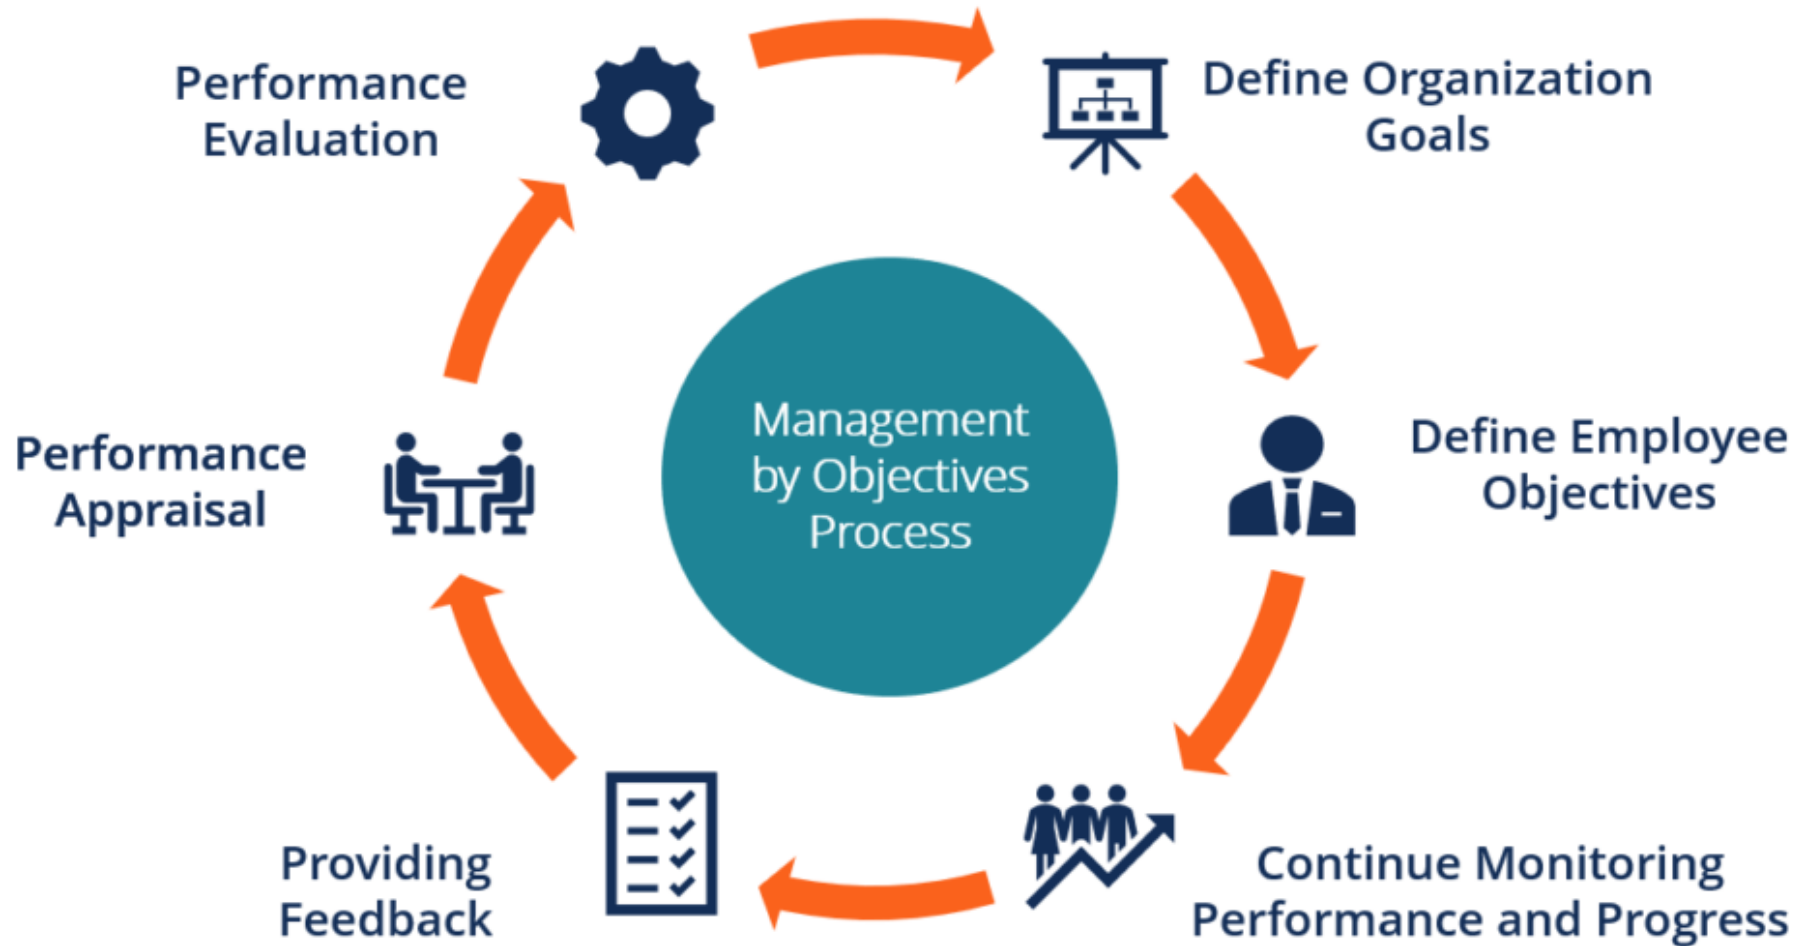 Performance
Evaluation
Define Organization
Goals
Management
by Objectives
Process
Define Employee
Objectives
Performance
Appraisal
Providing
Feedback
Continue Monitoring
Performance and Progress